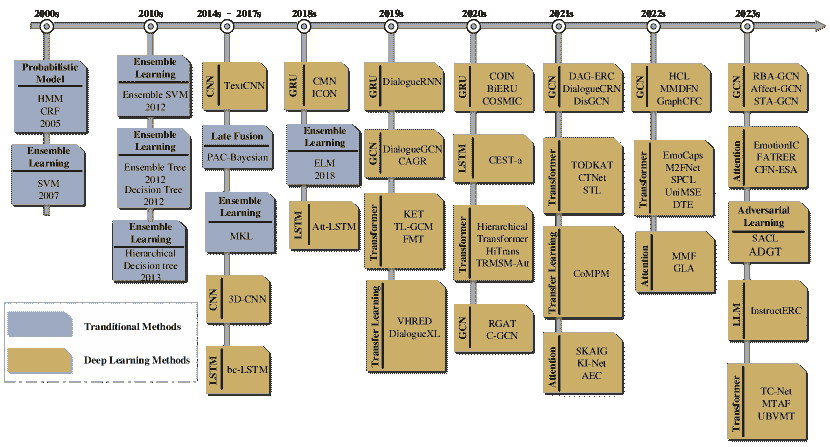 2000s
2010s
2014s - 2017s
2018s
2019s
2020s
2021s
2022s
2023s
Probabilistic
Model
HMM
CRF
2005
Ensemble
Learning
SVM
2007
Ensemble
Learning
Ensemble SVM
2012
Ensemble
Learning
Ensemble Tree
2012
Decision Tree
2012
Ensemble
Learning
Hierarchical
Decision tree
2013
CNN
TextCNN
Late Fusion
PAC-Bayesian
Ensemble
Learning
MKL
CNN
3D-CNN
LSTM
bc-LSTM
GRU
CMN
ICON
Ensemble
Learning
ELM
2018
LSTM
Att-LSTM
GRU
DialogueRNN
GCN
DialogueGCN
CAGR
Transformer
KET
TL-GCM
FMT
Transfer Learning
VHRED
DialogueXL
GRU
COIN
BiERU
COSMIC
LSTM
CEST-a
Transformer
Hierarchical
Transformer
HiTrans
TRMSM-Att
GCN
RGAT
C-GCN
GCN
DAG-ERC
DialogueCRN
DisGCN
Transformer
TODKAT
CTNet
STL
Transfer Learning
CoMPM
Attention
SKAIG
KI-Net
AEC
GCN
HCL
MMDFN
GraphCFC
Transformer
EmoCaps
M2FNet
SPCL
UniMSE
DTE
Attention
MMF
GLA
GCN
RBA-GCN
Affect-GCN
STA-GCN
Attention
EmotionIC
FATRER
CFN-ESA
Adversarial
Learning
SACL
ADGT
LLM
InstructERC
Transformer
TC-Net
MTAF
UBVMT
Tranditional Methods
Deep Learning Methods